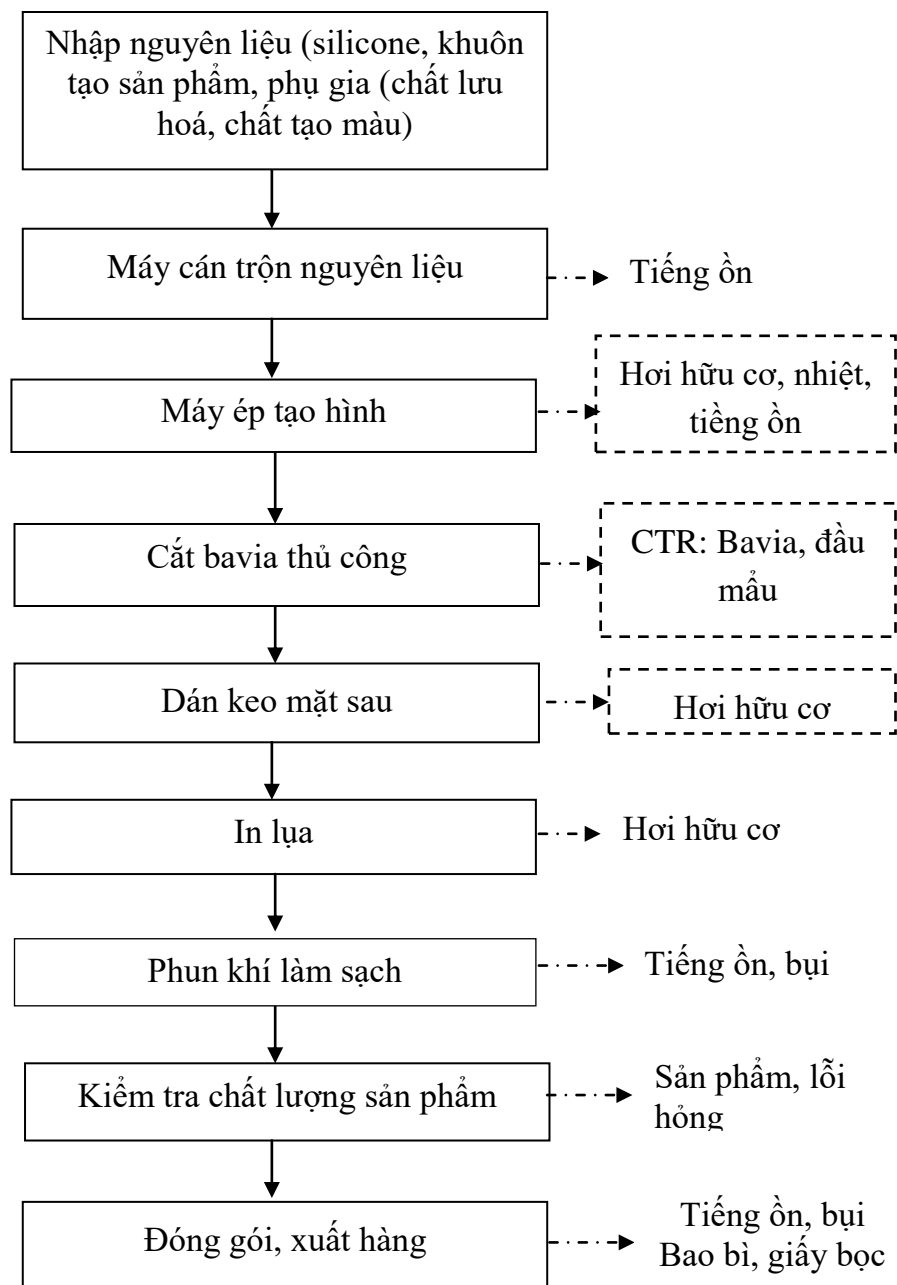 Nhập nguyên liệu (silicone, khuôn
tạo sản phẩm, phụ gia (chất lưu
hoá, chất tạo màu)
Máy cán trộn nguyên liệu
Tiếng ồn
Máy ép tạo hình
Hơi hữu cơ, nhiệt,
tiềng ồn
Cắt bavia thủ công
CTR: Bavia, đầu
mẩu
Dán keo mặt sau
Hơi hữu cơ
In lụa
Hơi hữu cơ
Phun khí làm sạch
Tiếng ồn, bụi
Kiểm tra chất lượng sản phẩm
Sản phẩm, lỗi
hỏng
Đóng gói, xuất hàng
Tiếng ồn, bụi
Bao bì, giấy bọc